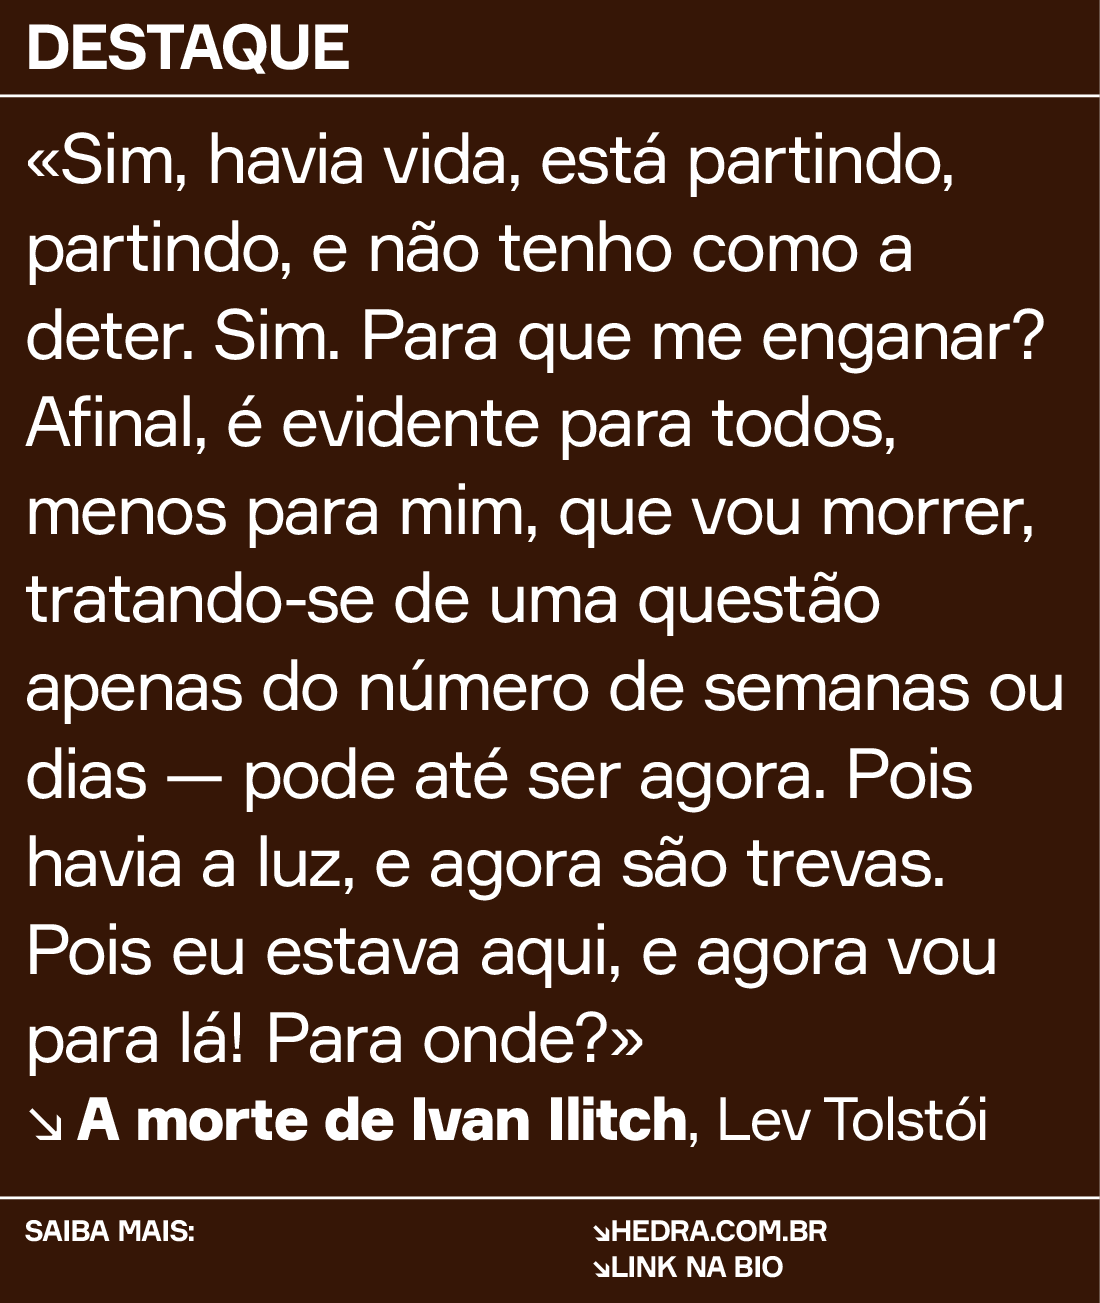 DESTAQUE
«Sim, havia vida, está partindo,
partindo, e não tenho como a
deter. Sim. Para que me enganar?
Afinal, é evidente para todos,
menos para mim, que vou morrer,
tratando-se de uma questão
apenas do número de semanas ou
dias — pode até ser agora. Pois
havia a luz, e agora são trevas.
Pois eu estava aqui, e agora vou
para lá! Para onde?»
↘ A morte de Ivan Ilitch, Lev Tolstói
SAIBA MAIS:
↘HEDRA.COM.BR
↘LINK NA BIO